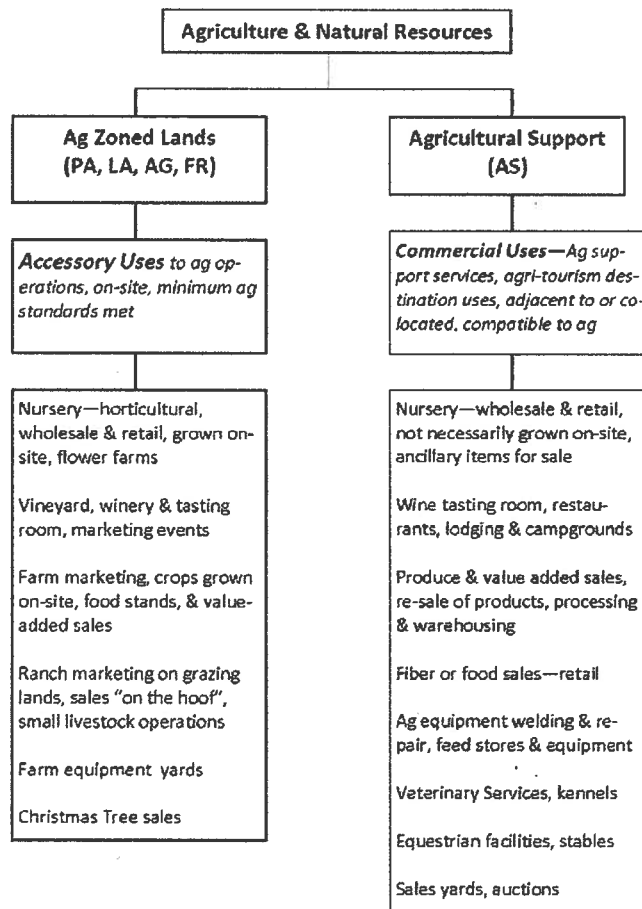 Agriculture & Natural Resources
Ag Zoned Lands
(PA, LA, AG, FR)
Accessory Uses to ag op-
erations, on-site, minimum ag
standards met
Nursery—horticultural,
wholesale & retail, grown on-
site, flower farms
Vineyard, winery & tasting
room, marketing events
Farm marketing, crops grown
on-site, food stands, & value-
added sales
Ranch marketing on grazing
lands, sales "on the hoof",
small livestock operations
Farm equipment yards
Christmas Tree sales
Agricultural Support
(AS)
Commercial Uses—Ag sup-
port services, agri-tourism des-
tination uses, adjacent to or co-
located, compatible to ag
Nursery—wholesale & retail,
not necessarily grown on-site,
ancillary items for sale
Wine tasting room, restau-
rants, lodging & campgrounds
Produce & value added sales,
re-sale of products, processing
& warehousing
Fiber or food sales—retail
Ag equipment welding & re-
pair, feed stores & equipment
Veterinary Services, kennels
Equestrian facilities, stables
Sales yards, auctions